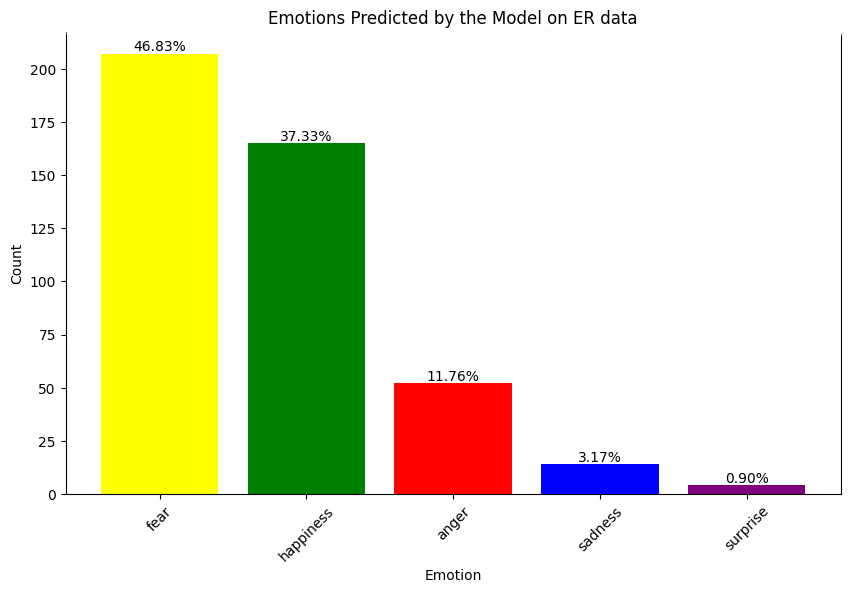 Emotions Predicted by the Model on ER data
46.83%
37.33%
11.76%
3.17%
0.90%
200
175
150
125
100
75
50
25
0
Count
fear
happiness
anger
sadness
surprise
Emotion